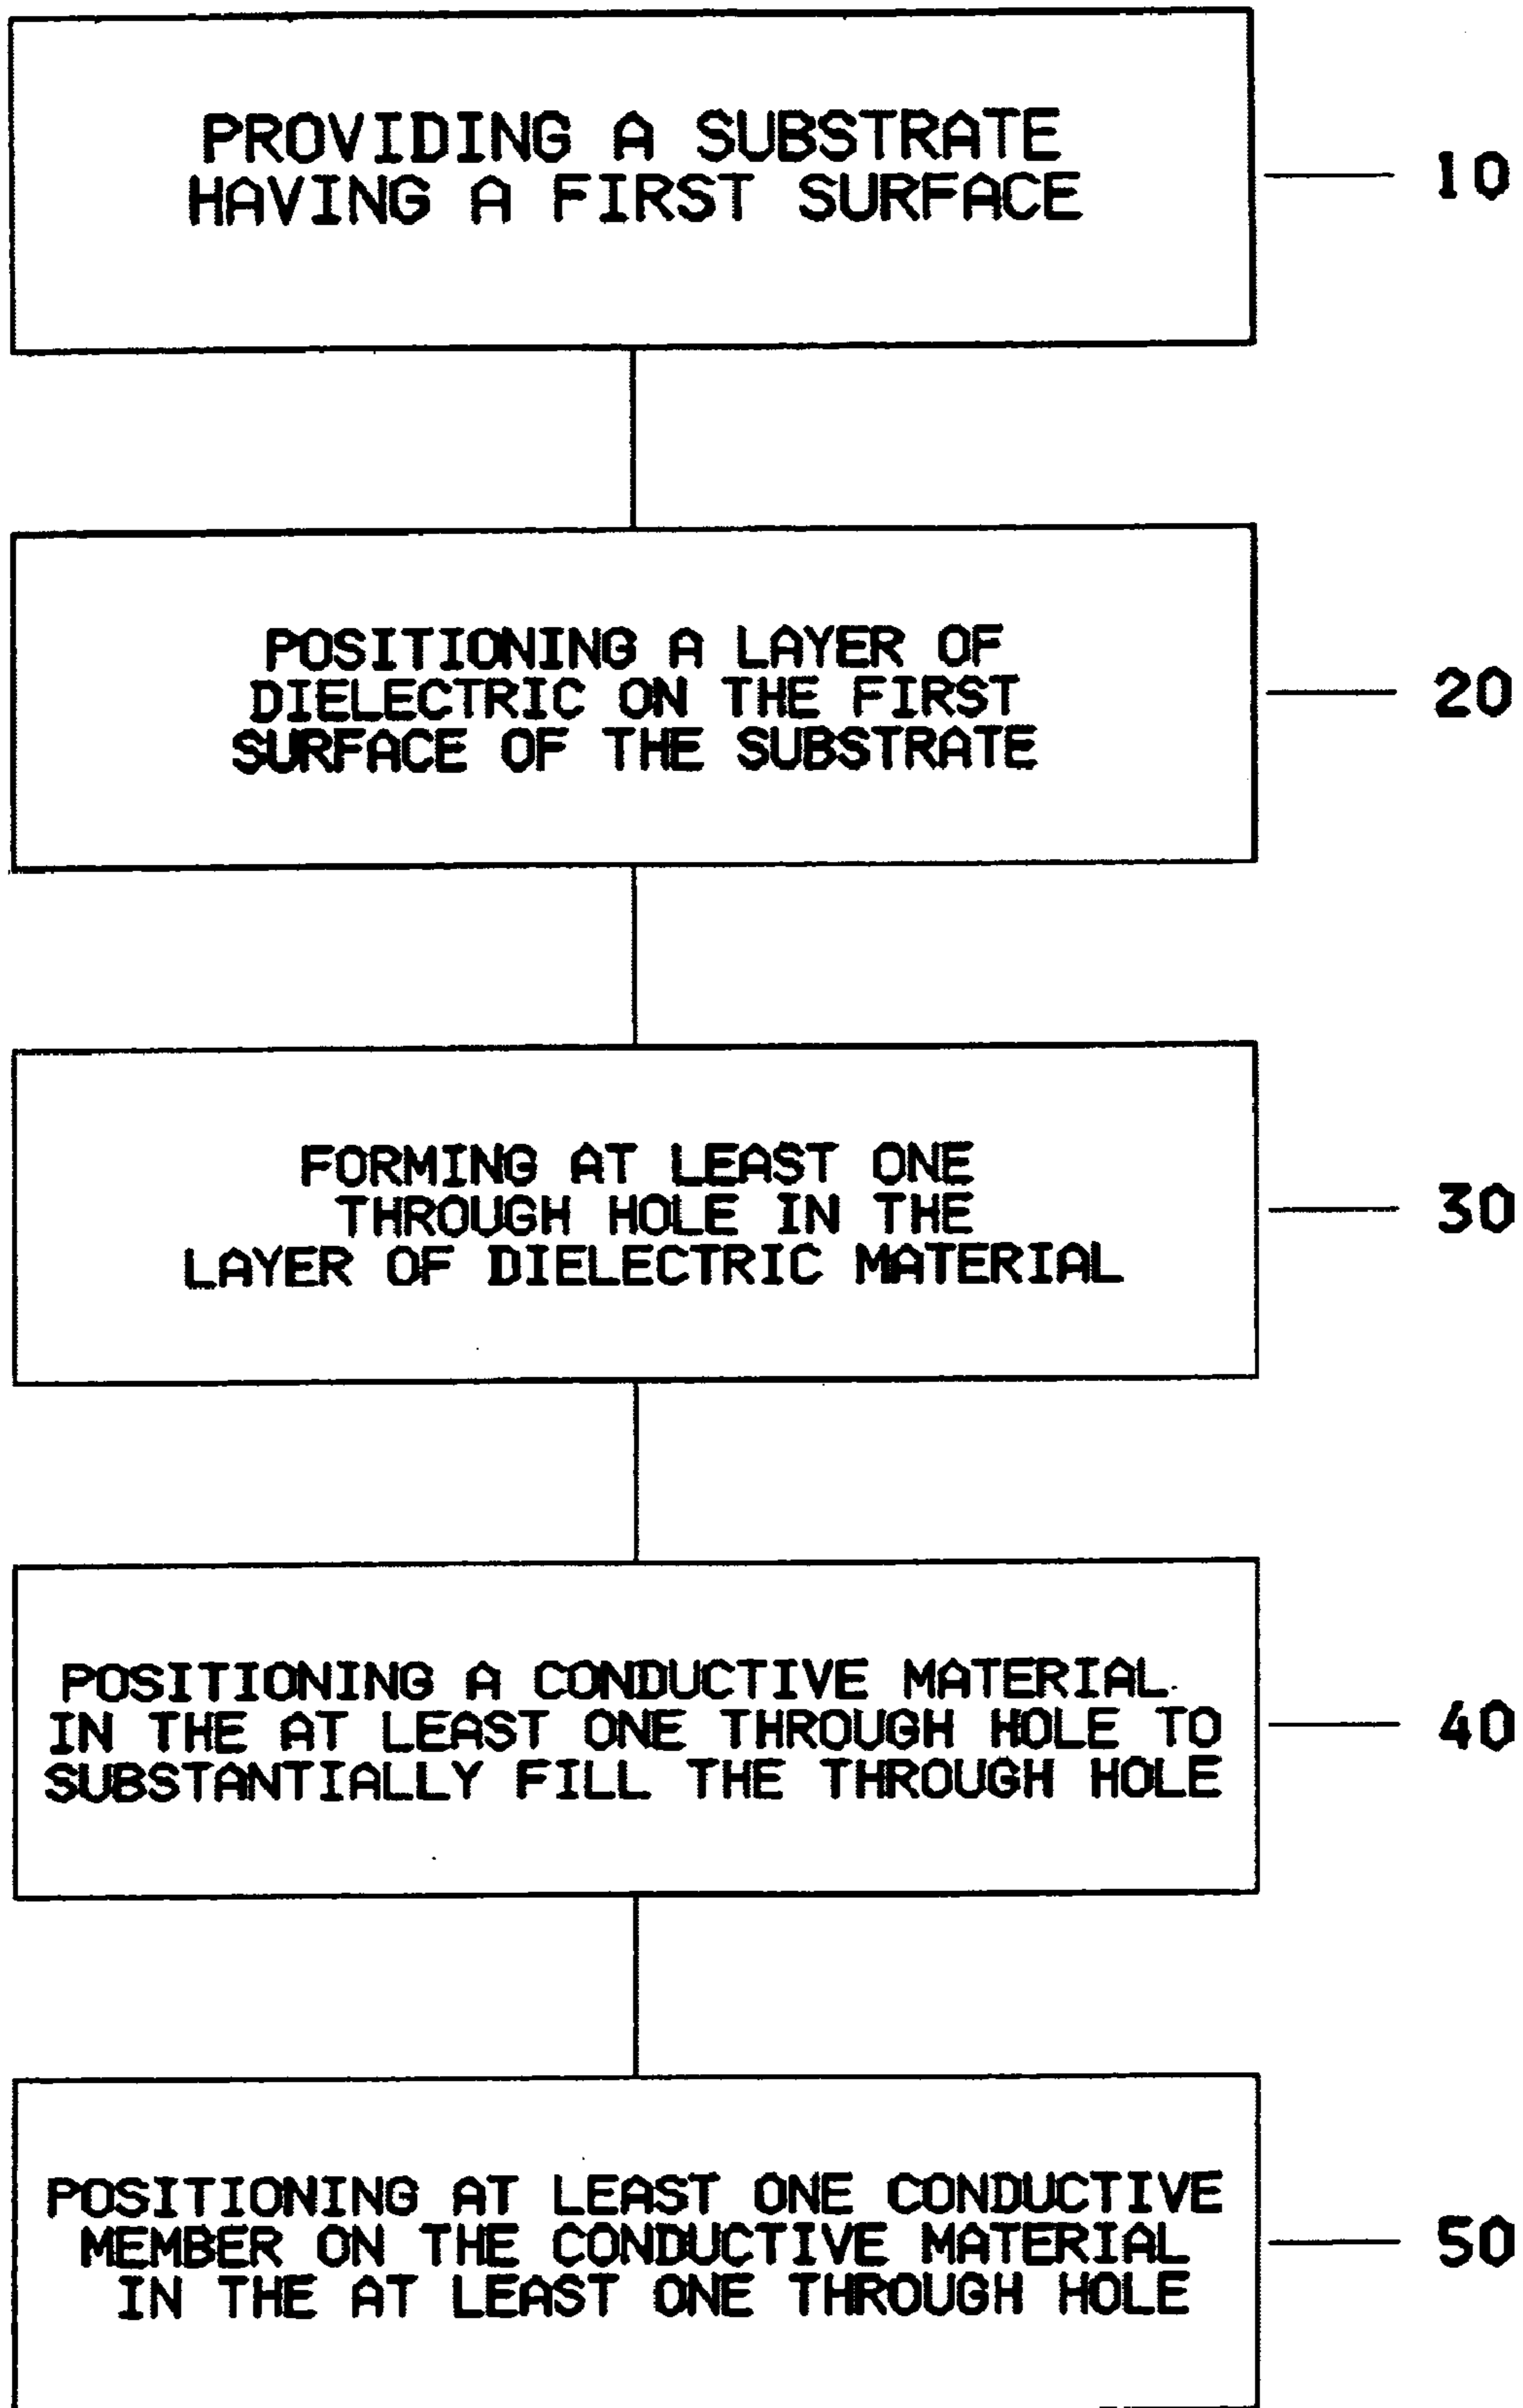 PROVIDING A SUBSTRATE
HAVING A FIRST SURFACE
10
POSITIONING A LAYER OF
DIELECTRIC ON THE FIRST
SURFACE OF THE SUBSTRATE
20
FORMING AT LEAST ONE
THROUGH HOLE IN THE
LAYER OF DIELECTRIC MATERIAL
30
POSITIONING A CONDUCTIVE MATERIAL
IN THE AT LEAST ONE THROUGH HOLE TO
SUBSTANTIALLY FILL THE THROUGH HOLE
40
POSITIONING AT LEAST ONE CONDUCTIVE
MEMBER ON THE CONDUCTIVE MATERIAL
IN THE AT LEAST ONE THROUGH HOLE
50